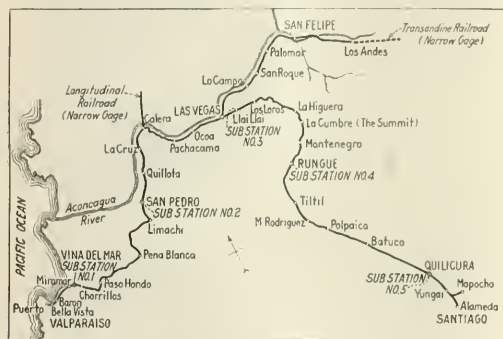 SAN FELIPE
Transandine Railroad
(Narrow Gage)
Palomar
Los Andes
San Roque
Lo Campo
Longitudinal
Railroad
(Narrow Gage)
LAS VEGAS
Los Loros
La Higuera
Calera
Llai Llai
SUB STATION
NO.3
La Cumbre (The Summit)
Ocoa
Pachacama
La Cruz
Montenegro
RUNGUE
SUB STATION NO.4
Quillota
Aconcagua
River
SAN PEDRO
SUB STATION NO.2
Tiltil
Limache
M. Rodriguez
Polpaica
PACIFIC OCEAN
Batuco
Pena Blanca
VINA DEL MAR
SUB STATION
NO.1
QUILICURA
SUB STATION
NO.5
Miramar
Paso Hondo
Yungai
Mapocho
Chorrillos
Puerto
Baron
Bella Vista
Alameda
VALPARAISO
SANTIAGO